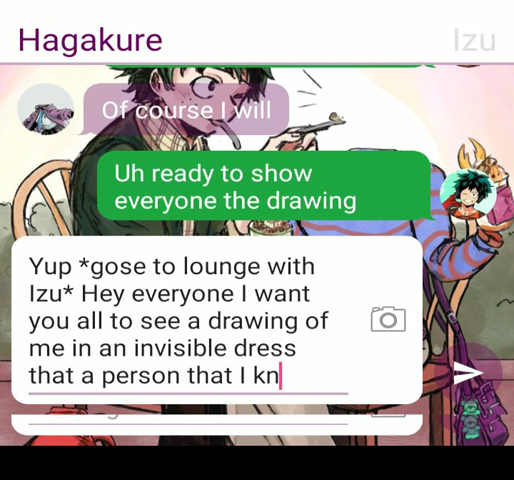 Hagakure
Izu
Of course I will
Uh ready to show
everyone the drawing
Yup *gose to lounge with
Izu* Hey everyone I want
you all to see a drawing of
me in an invisible dress
that a person that I kn